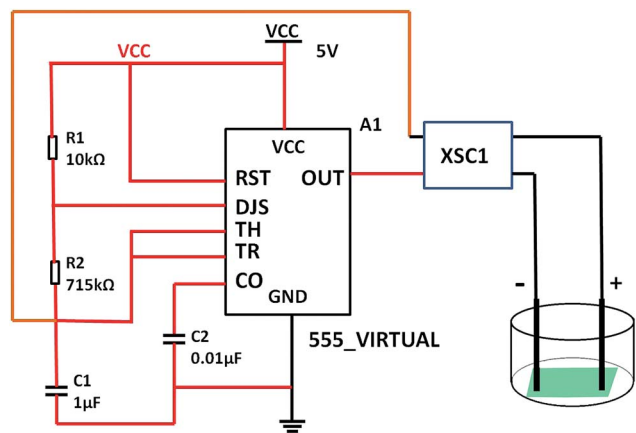 VCC
VCC
5V
A1
R1
10kΩ
VCC
RST
OUT
XSC1
DJS
TH
TR
R2
715kΩ
CO
GND
-
+
C2
0.01μF
555_VIRTUAL
C1
1μF